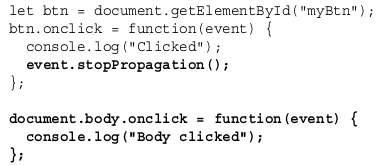 let btn = document.getElementById("myBtn");
btn.onclick = function(event) {
  console.log("Clicked");
  event.stopPropagation();
};

document.body.onclick = function(event) {
  console.log("Body clicked");
};